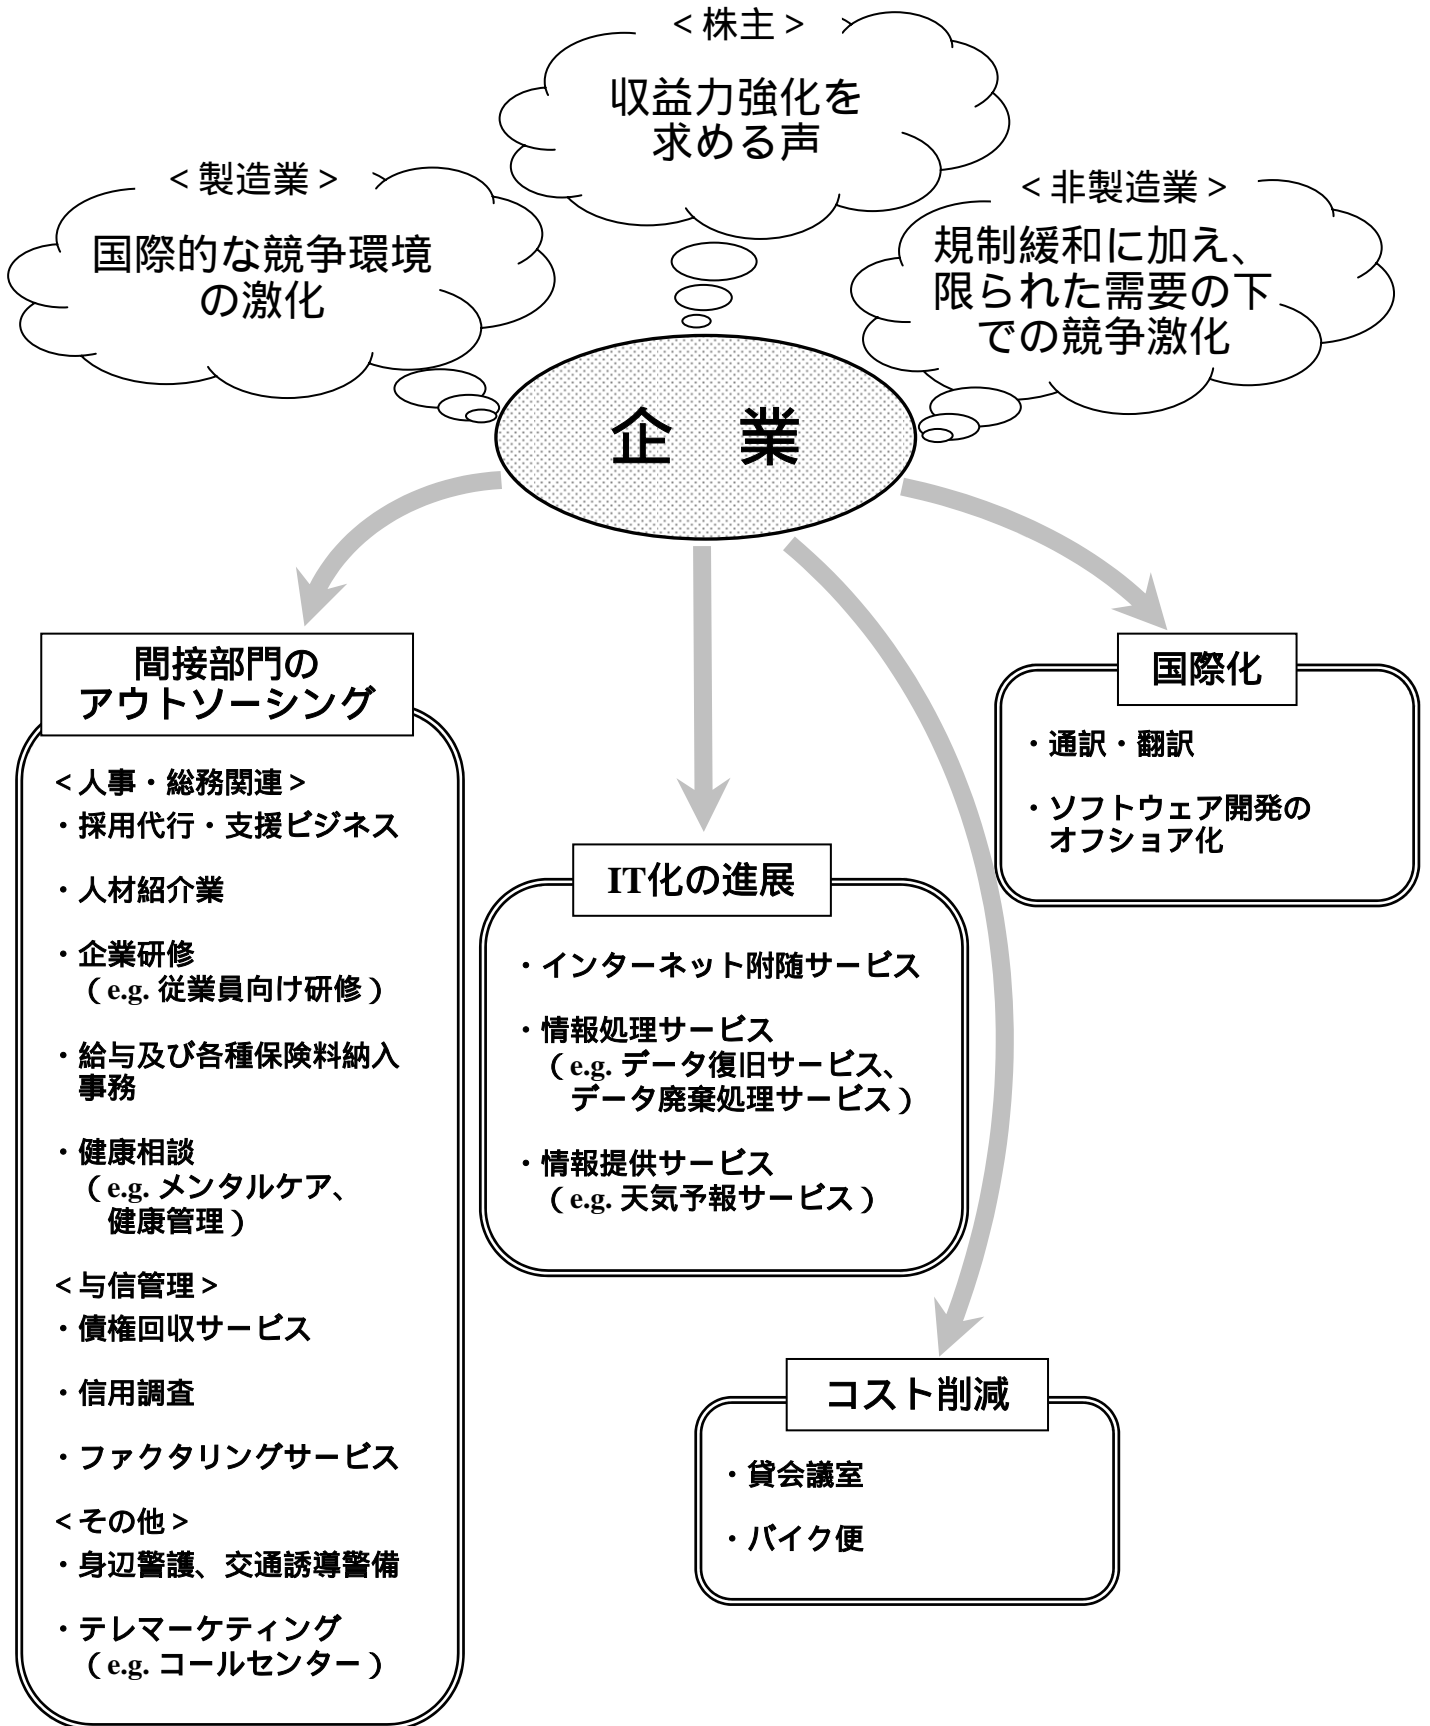 ＜株主＞
収益力強化を
求める声
＜製造業＞
国際的な競争環境
の激化
＜非製造業＞
規制緩和に加え、
限られた需要の下
での競争激化
企　業
間接部門の
アウトソーシング
＜人事・総務関連＞
・採用代行・支援ビジネス
・人材紹介業
・企業研修
（e.g. 従業員向け研修）
・給与及び各種保険料納入
事務
・健康相談
（e.g. メンタルケア、
健康管理）
＜与信管理＞
・債権回収サービス
・信用調査
・ファクタリングサービス
＜その他＞
・身辺警護、交通誘導警備
・テレマーケティング
（e.g. コールセンター）
IT化の進展
・インターネット附随サービス
・情報処理サービス
（e.g. データ復旧サービス、
データ廃棄処理サービス）
・情報提供サービス
（e.g. 天気予報サービス）
コスト削減
・貸会議室
・バイク便
国際化
・通訳・翻訳
・ソフトウェア開発の
オフショア化